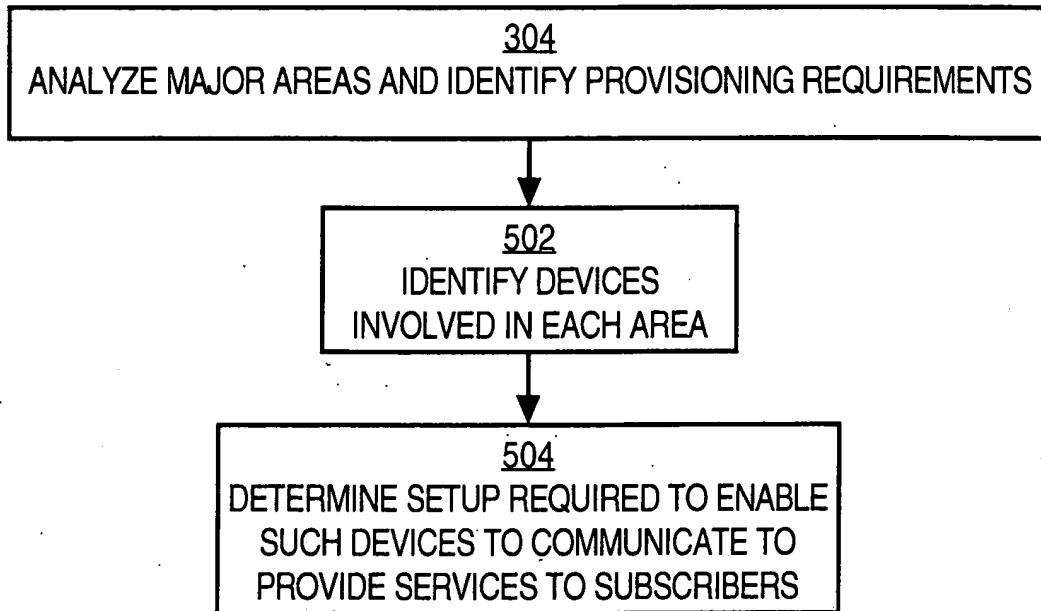 304
ANALYZE MAJOR AREAS AND IDENTIFY PROVISIONING REQUIREMENTS
502
IDENTIFY DEVICES
INVOLVED IN EACH AREA
504
DETERMINE SETUP REQUIRED TO ENABLE
SUCH DEVICES TO COMMUNICATE TO
PROVIDE SERVICES TO SUBSCRIBERS